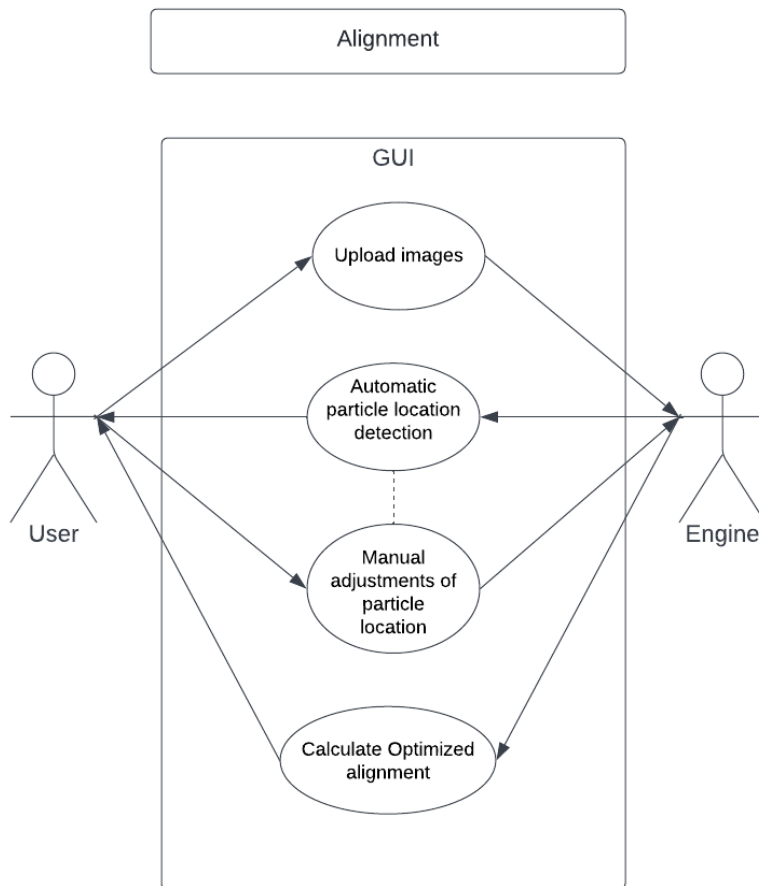 Alignment
GUI
Upload images
Automatic
particle location
detection
User
Engine
Manual
adjustments of
particle
location
Calculate Optimized
alignment